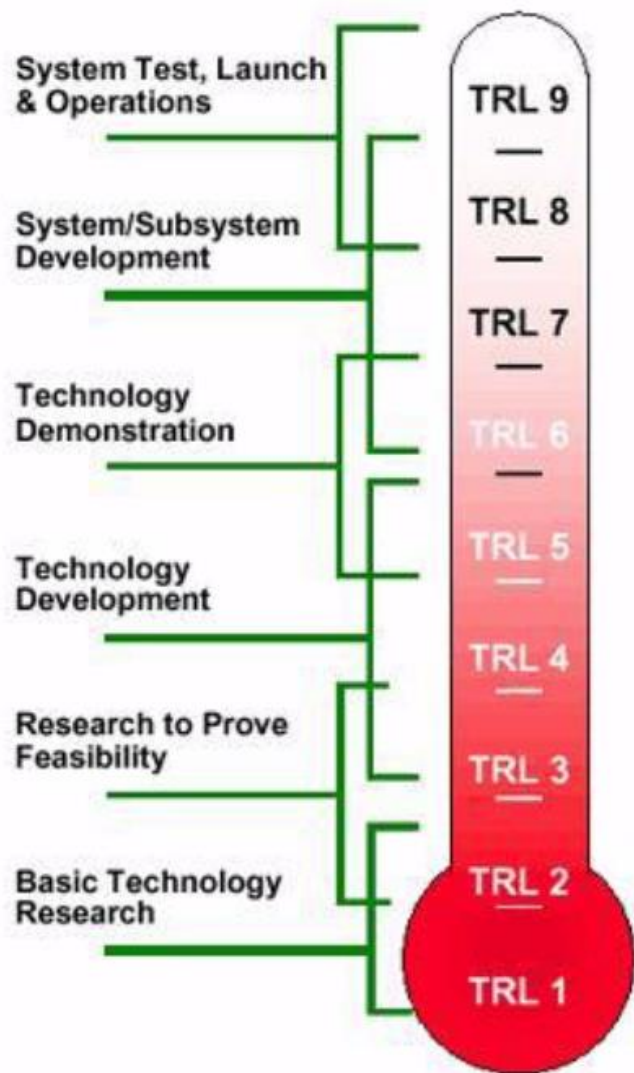 System Test, Launch
& Operations
System/Subsystem
Development
Technology
Demonstration
Technology
Development
Research to Prove
Feasibility
Basic Technology
Research
TRL 9
TRL 8
TRL 7
TRL 6
TRL 5
TRL 4
TRL 3
TRL 2
TRL 1